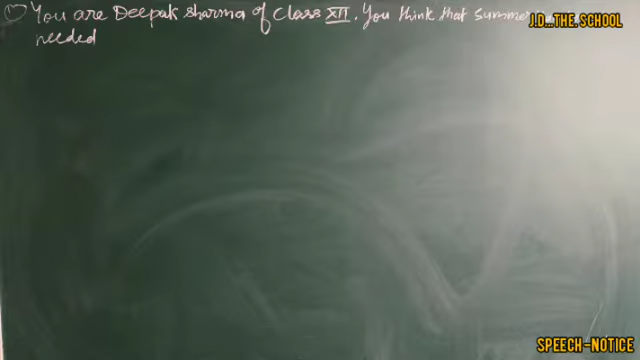 You are Deepak Sharma of Class XII. You think that summer
needed
J.D...THE. SCHOOL
SPEECH-NOTICE